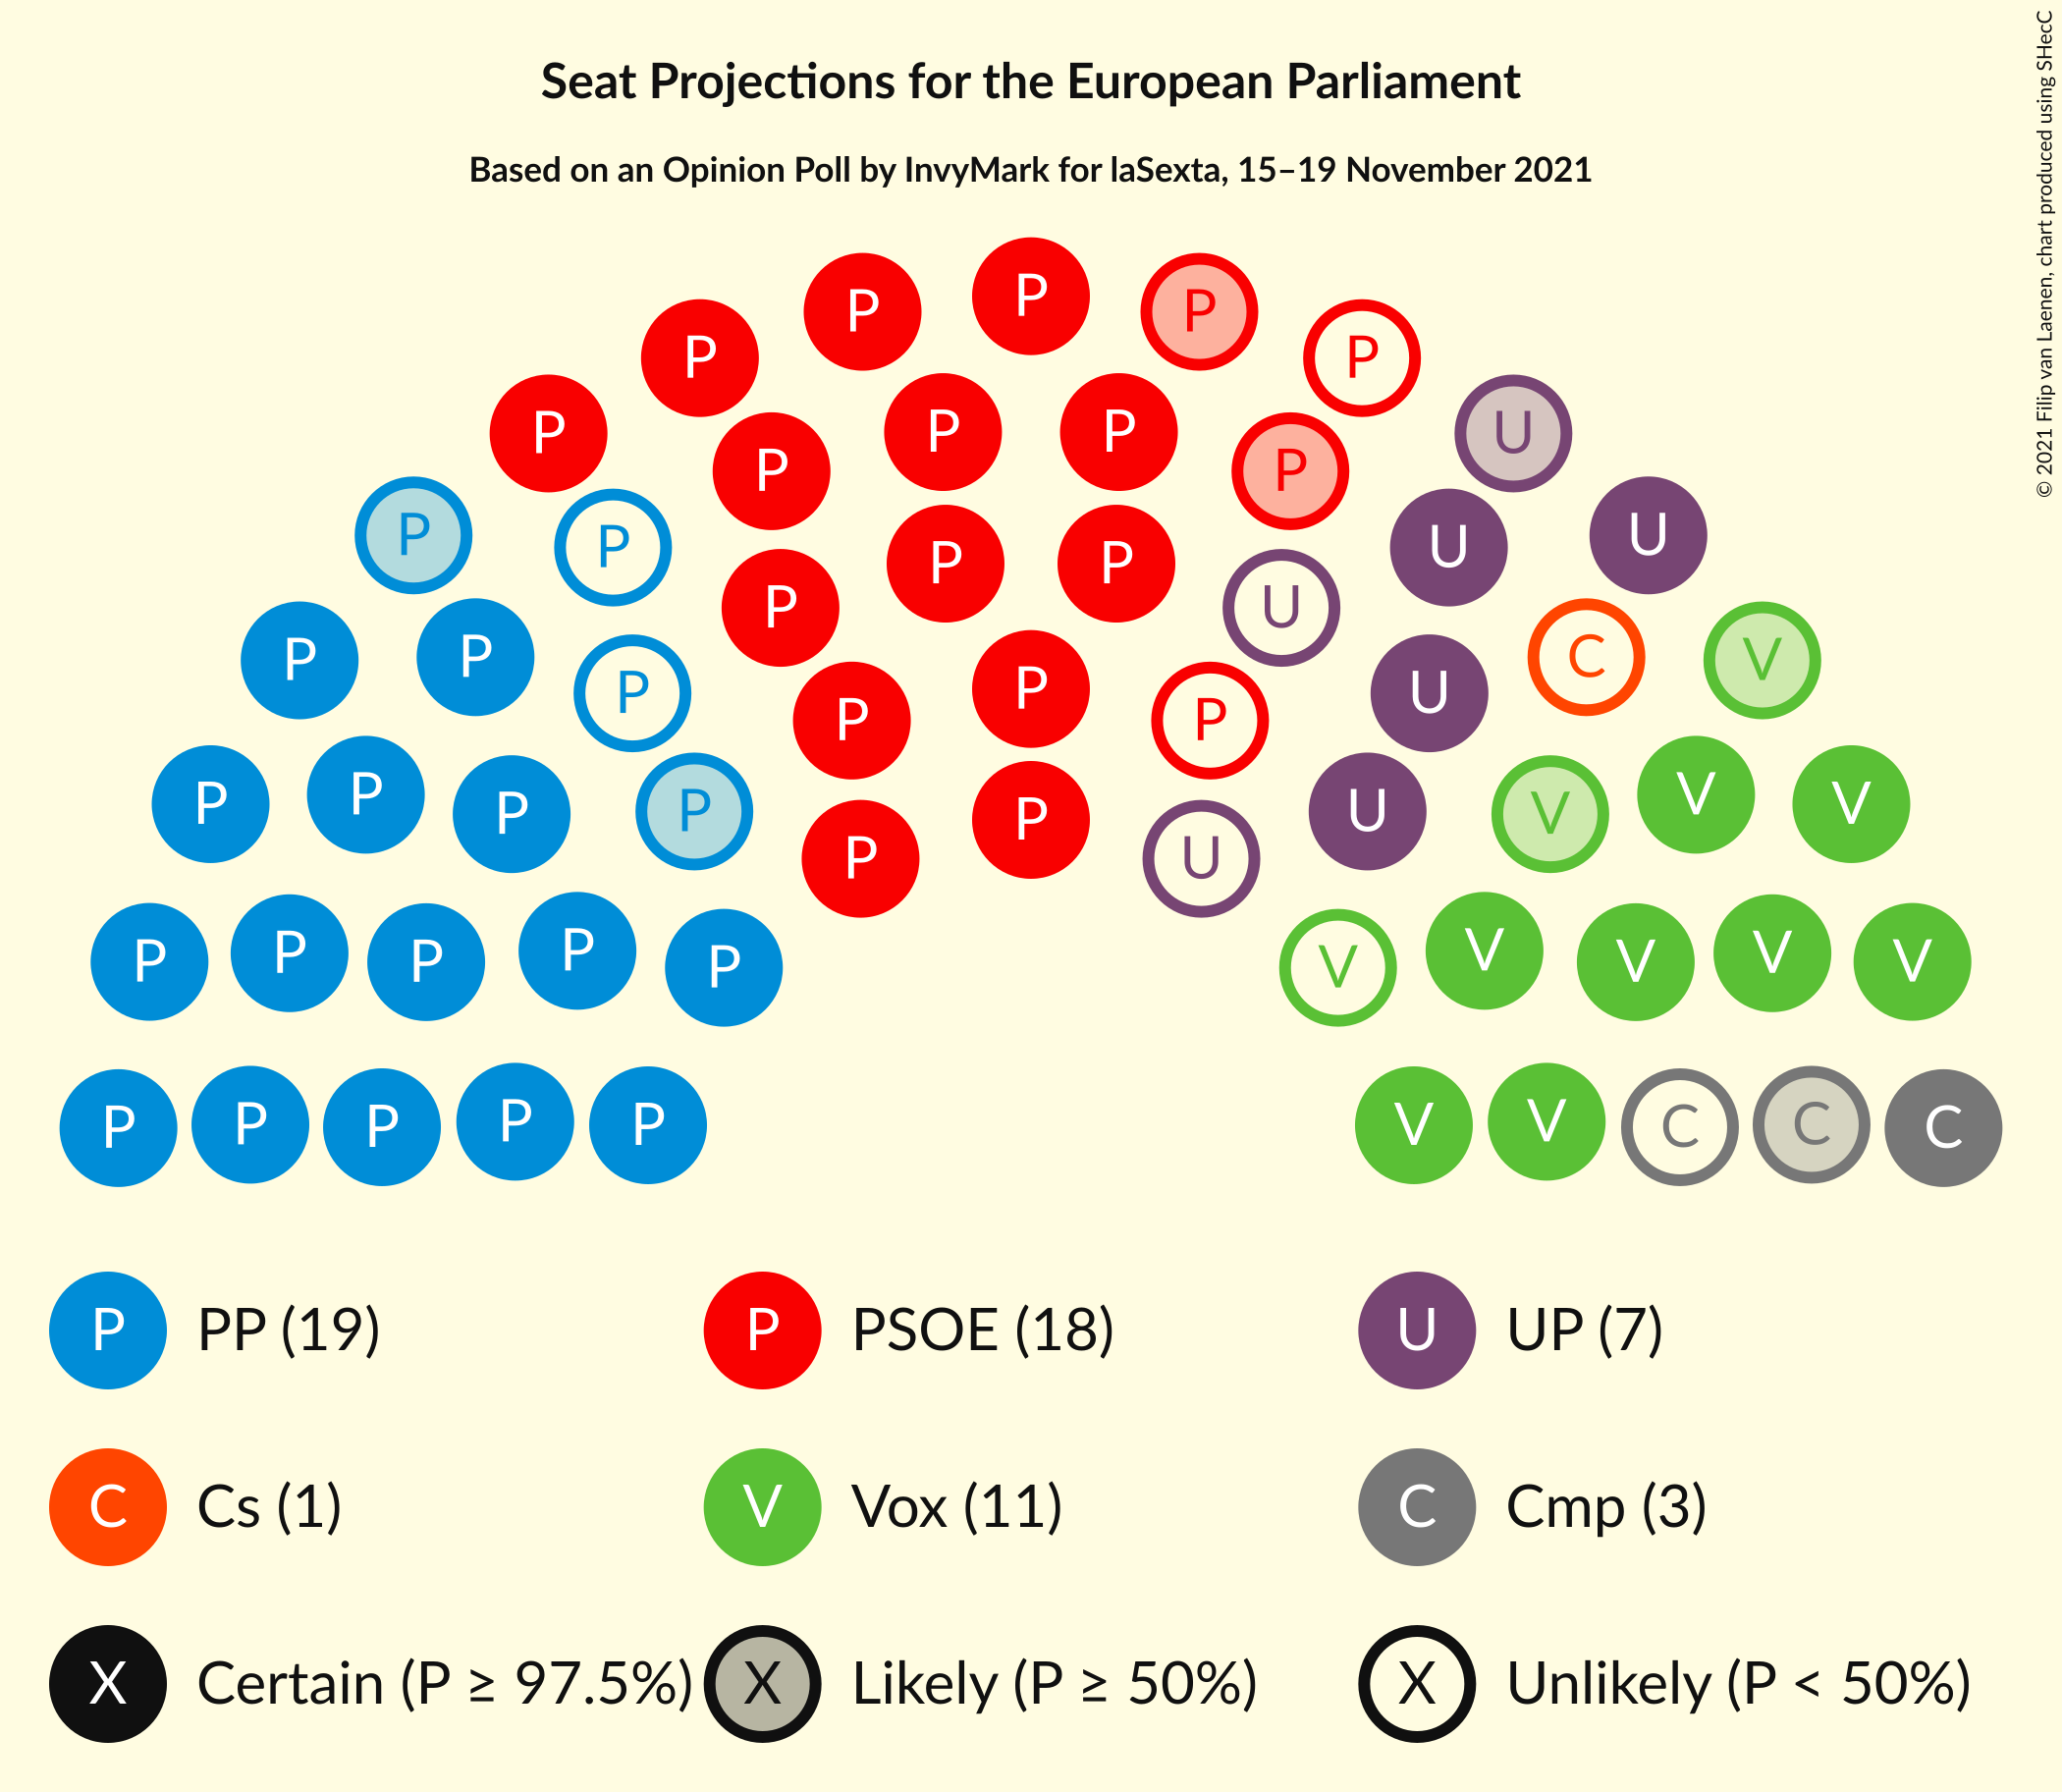 © 2021 Filip van Laenen, chart produced using SHecC
Seat Projections for the European Parliament
Based on an Opinion Poll by InvyMark for laSexta, 15–19 November 2021
P
P P
P P
P P P U
P P
P P P P U U
P U
P P C V
P P U
P P
P P P P P U V V V
P U
P P P P P V V V V V
P P P P P V V C C C
P PP (19) P PSOE (18) U UP (7)
C Cs (1) V Vox (11) C Cmp (3)
X Certain (P ≥ 97.5%) X Likely (P ≥ 50%) X Unlikely (P < 50%)